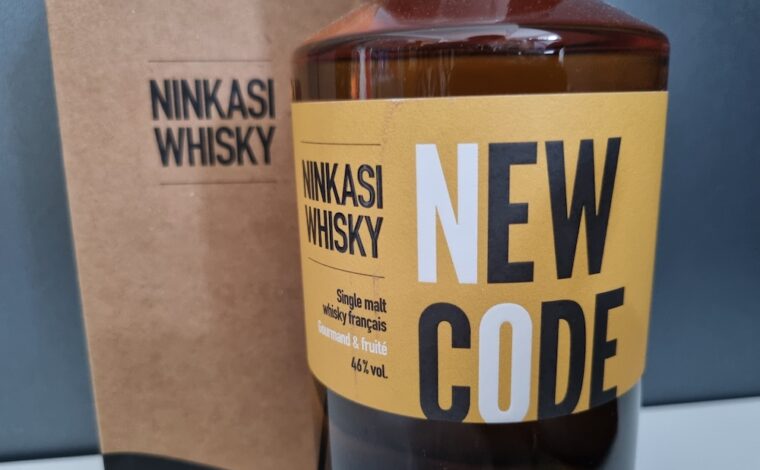 NINKASI
WHISKY
NINKASI
WHISKY
Single malt
whisky français
Gourmand & fruité
46% vol.
NEW
CODE